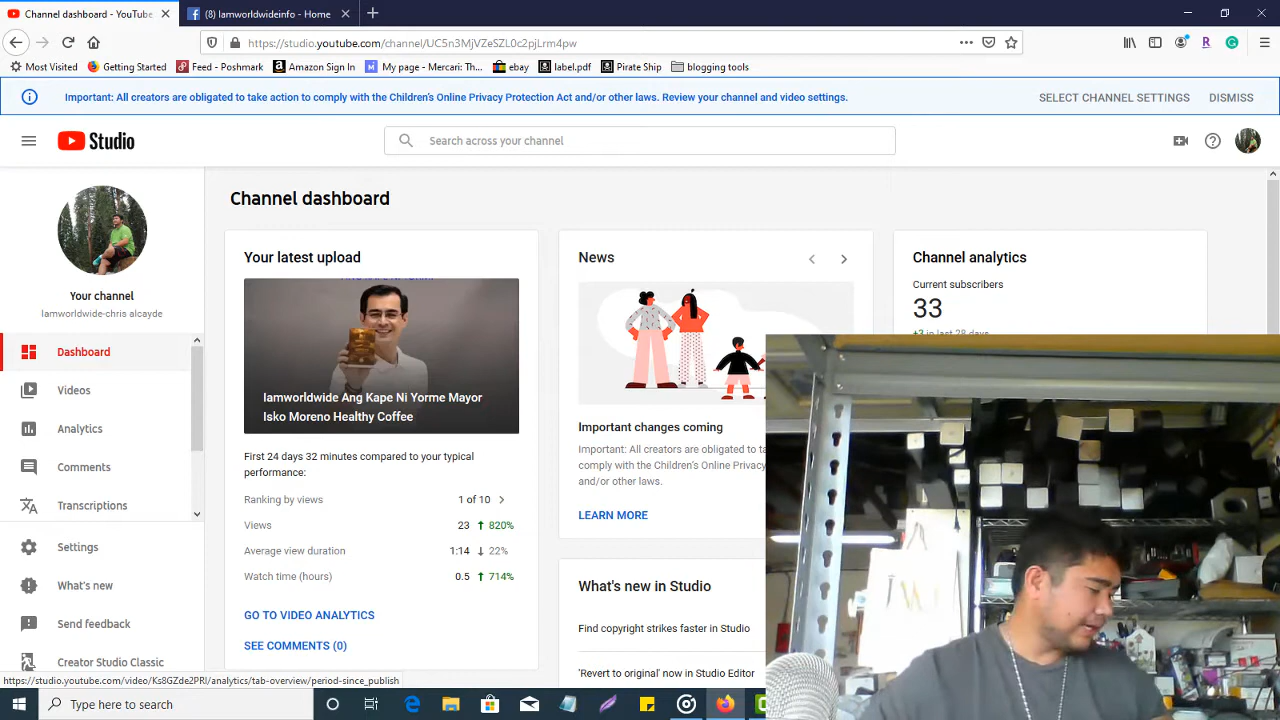 Channel dashboard - YouTube
(8) Iamworldwideinfo - Home
https://studio.youtube.com/channel/UC5n3MjVZeSZL0c2pjLrm4pw
Most Visited Getting Started Feed - Poshmark Amazon Sign In My page - Mercari: Th... ebay label.pdf Pirate Ship blogging tools
Important: All creators are obligated to take action to comply with the Children's Online Privacy Protection Act and/or other laws. Review your channel and video settings. SELECT CHANNEL SETTINGS DISMISS
Studio
Search across your channel
Your channel
Iamworldwide-chris alcayde
Dashboard
Videos
Analytics
Comments
Transcriptions
Settings
What's new
Send feedback
Creator Studio Classic
Channel dashboard
Your latest upload
Iamworldwide Ang Kape Ni Yorme Mayor
Isko Moreno Healthy Coffee
First 24 days 32 minutes compared to your typical
performance:
Ranking by views 1 of 10
Views 23 820%
Average view duration 1:14 22%
Watch time (hours) 0.5 714%
GO TO VIDEO ANALYTICS
SEE COMMENTS (0)
News
Important changes coming
Important: All creators are obligated to
comply with the Children's Online Privacy
and/or other laws.
LEARN MORE
What's new in Studio
Find copyright strikes faster in Studio
'Revert to original' now in Studio Editor
Channel analytics
Current subscribers
33
+3 in last 28 days
https://studio.youtube.com/video/Ks8GZde2PRI/analytics/tab-overview/period-since_publish
Type here to search